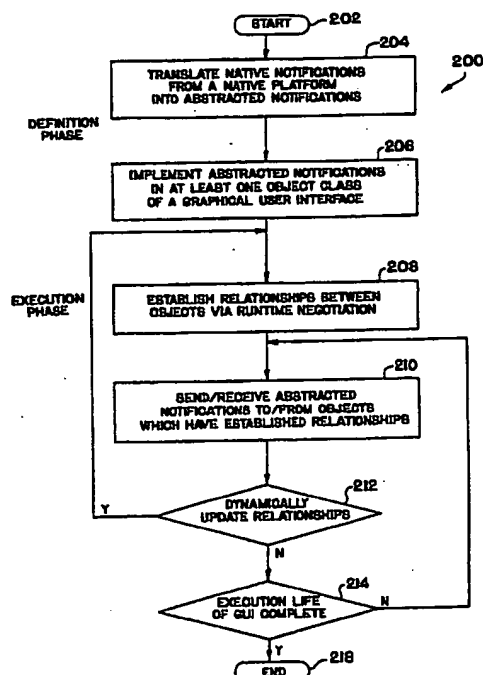 START
202
204
200
TRANSLATE NATIVE NOTIFICATIONS
FROM A NATIVE PLATFORM
INTO ABSTRACTED NOTIFICATIONS
DEFINITION
PHASE
206
IMPLEMENT ABSTRACTED NOTIFICATIONS
IN AT LEAST ONE OBJECT CLASS
OF A GRAPHICAL USER INTERFACE
EXECUTION
PHASE
208
ESTABLISH RELATIONSHIPS BETWEEN
OBJECTS VIA RUNTIME NEGOTIATION
210
SEND/RECEIVE ABSTRACTED
NOTIFICATIONS TO/FROM OBJECTS
WHICH HAVE ESTABLISHED RELATIONSHIPS
212
Y
DYNAMICALLY
UPDATE RELATIONSHIPS
N
214
EXECUTION LIFE
OF GUI COMPLETE
N
Y
218
END